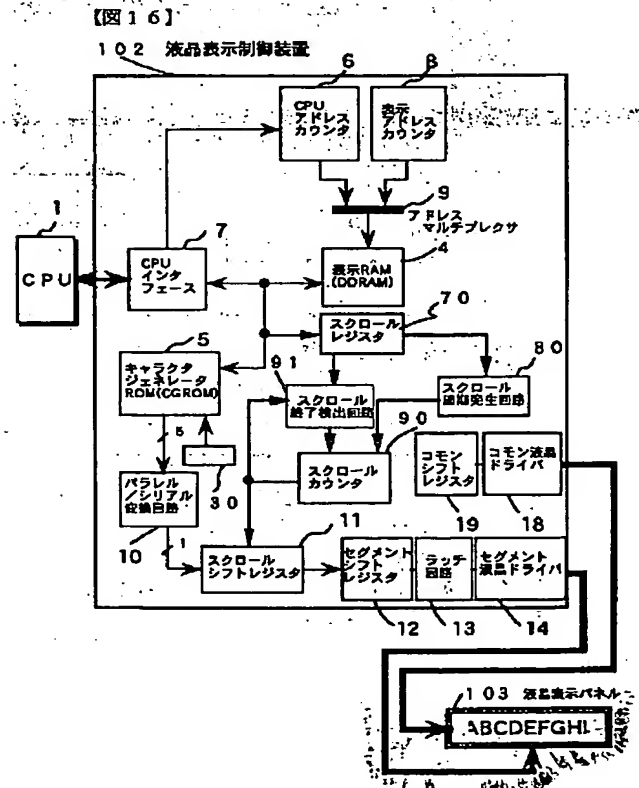 【図１６】
１０２ 液晶表示制御装置
6
8
CPU
アドレス
カウンタ
表示
アドレス
カウンタ
9
アドレス
マルチプレクサ
1
CPU
7
CPU
インタ
フェース
4
表示RAM
(DDRAM)
70
スクロール
レジスタ
5
キャラクタ
ジェネレータ
ROM(CGROM)
91
スクロール
終了検出回路
80
スクロール
周期発生回路
90
スクロール
カウンタ
5
30
コモン
シフト
レジスタ
コモン液晶
ドライバ
19
18
パラレル
／シリアル
変換回路
10
1
11
スクロール
シフトレジスタ
セグメント
シフト
レジスタ
ラッチ
回路
セグメント
液晶ドライバ
12
13
14
１０３ 液晶表示パネル
ABCDEFGHI